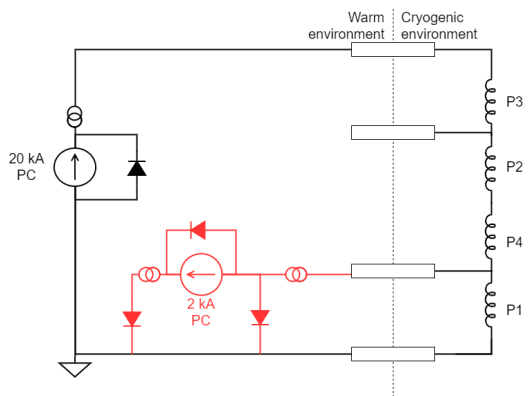 Warm Cryogenic
environment environment
P3
20 kA
PC
P2
P4
2 kA
PC
P1